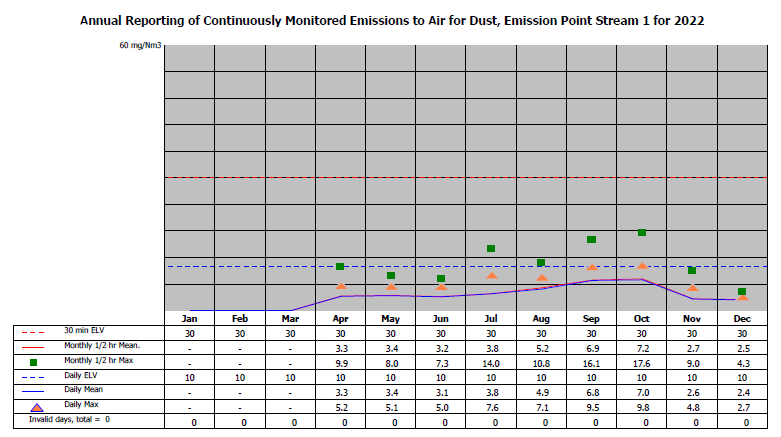 Annual Reporting of Continuously Monitored Emissions to Air for Dust, Emission Point Stream 1 for 2022
60 mg/Nm3
Jan Feb Mar Apr May Jun Jul Aug Sep Oct Nov Dec
30 min ELV 30 30 30 30 30 30 30 30 30 30 30 30
Monthly 1/2 hr Mean. - - - 3.3 3.4 3.2 3.8 5.2 6.9 7.2 2.7 2.5
Monthly 1/2 hr Max - - - 9.9 8.0 7.3 14.0 10.8 16.1 17.6 9.0 4.3
Daily ELV 10 10 10 10 10 10 10 10 10 10 10 10
Daily Mean - - - 3.3 3.4 3.1 3.8 4.9 6.8 7.0 2.6 2.4
Daily Max - - - 5.2 5.1 5.0 7.6 7.1 9.5 9.8 4.8 2.7
Invalid days, total = 0 0 0 0 0 0 0 0 0 0 0 0 0